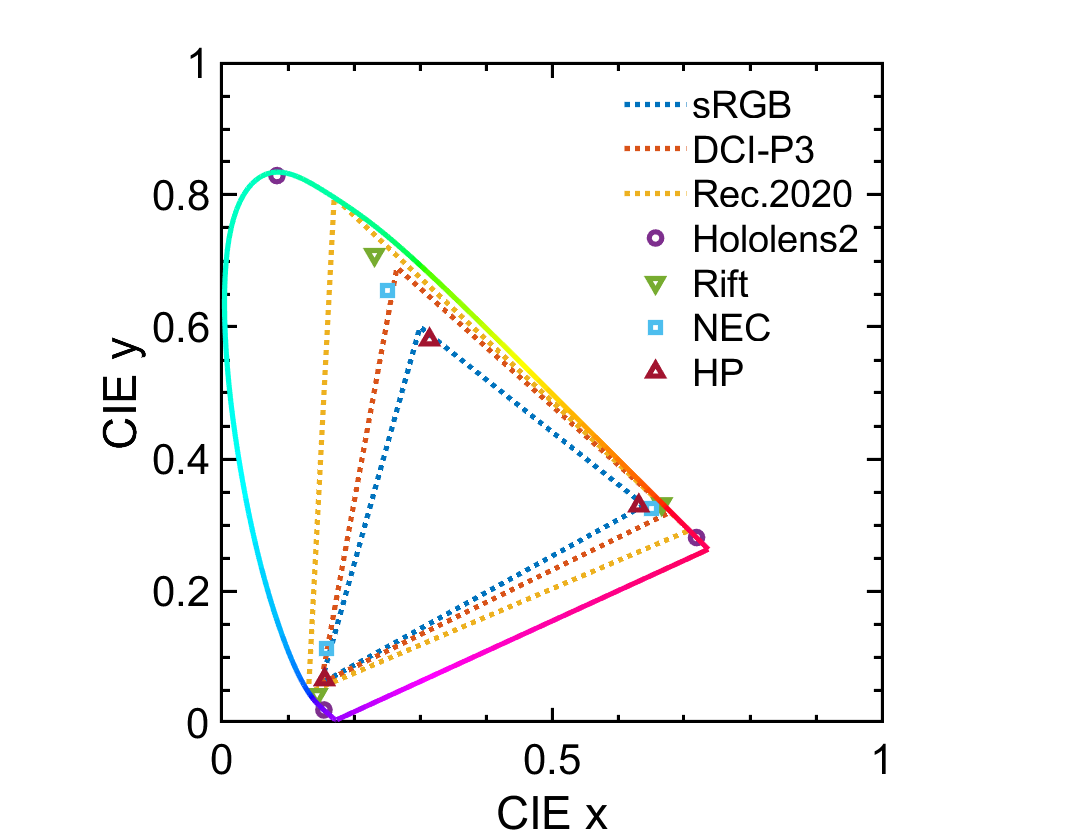 1
0.8
0.6
0.4
0.2
0
0
0.5
1
CIE y
CIE x
sRGB
DCI-P3
Rec.2020
Hololens2
Rift
NEC
HP